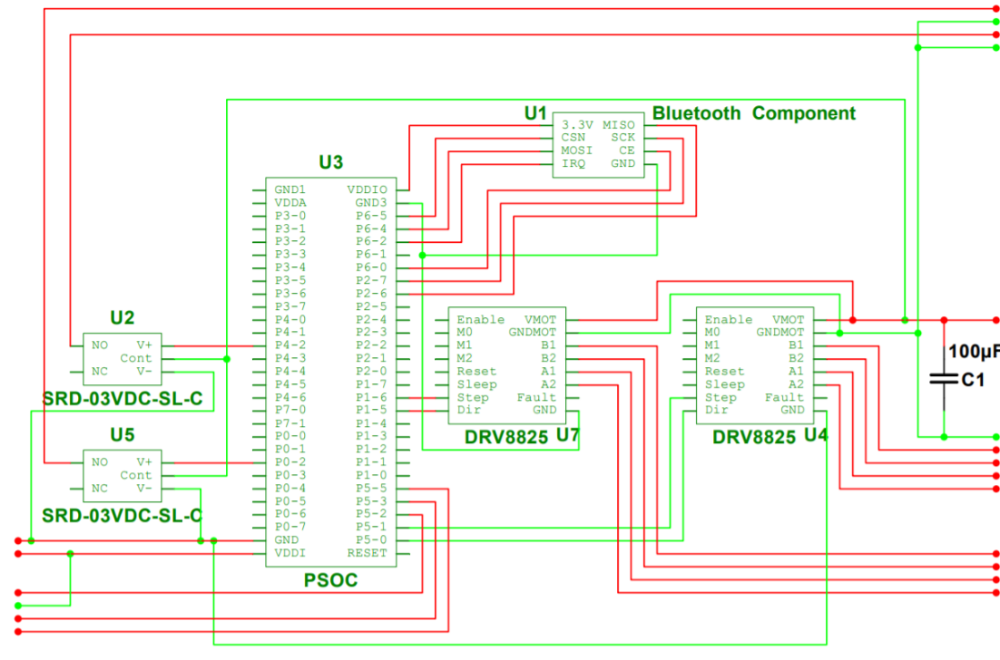 U1 Bluetooth Component
3.3V MISO
CSN SCK
MOSI CE
IRQ GND
U3
GND1 VDDIO
VDDA GND3
P3-0 P6-5
P3-1 P6-4
P3-2 P6-2
P3-3 P6-1
P3-4 P6-0
P3-5 P2-7
P3-6 P2-6
P3-7 P2-5
P4-0 P2-4
P4-1 P2-3
P4-2 P2-2
P4-3 P2-1
P4-4 P2-0
P4-5 P1-7
P4-6 P1-6
P7-0 P1-5
P7-1 P1-4
P0-0 P1-3
P0-1 P1-2
P0-2 P1-1
P0-3 P1-0
P0-4 P5-5
P0-5 P5-3
P0-6 P5-2
P0-7 P5-1
GND P5-0
VDDI RESET
PSOC
U2
NO V+
Cont
NC V-
SRD-03VDC-SL-C
U5
NO V+
Cont
NC V-
SRD-03VDC-SL-C
Enable VMOT
M0 GNDMOT
M1 B1
M2 B2
Reset A1
Sleep A2
Step Fault
Dir GND
DRV8825 U7
Enable VMOT
M0 GNDMOT
M1 B1
M2 B2
Reset A1
Sleep A2
Step Fault
Dir GND
DRV8825 U4
100µF
C1